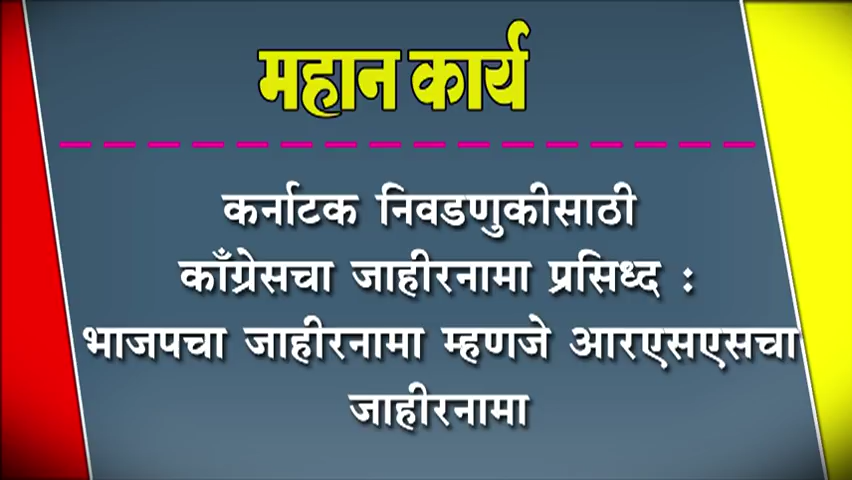 महान कार्य
कर्नाटक निवडणुकीसाठी
काँग्रेसचा जाहीरनामा प्रसिध्द :
भाजपचा जाहीरनामा म्हणजे आरएसएसचा
जाहीरनामा